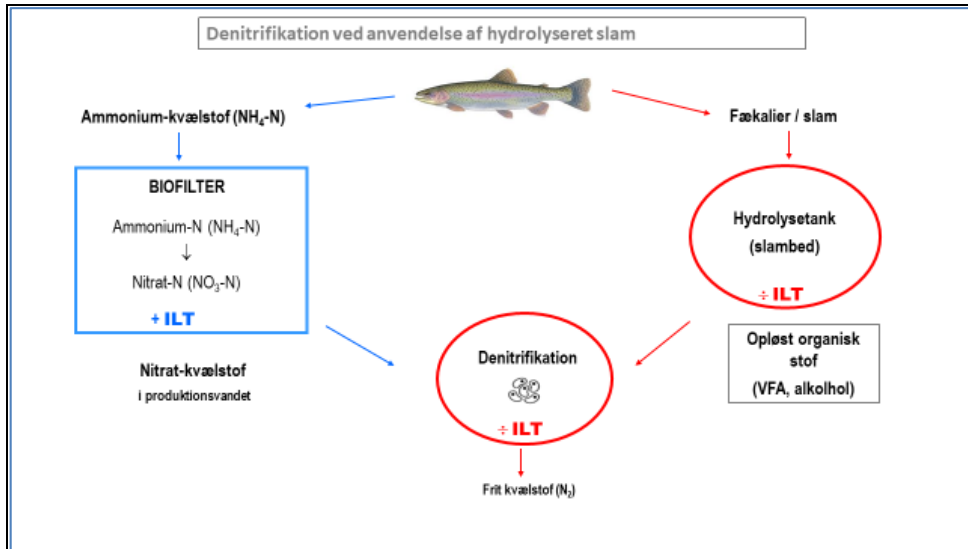 Denitrifikation ved anvendelse af hydrolyseret slam
Ammonium-kvælstof (NH₄-N)
Fækalier / slam
BIOFILTER
Ammonium-N (NH₄-N)
↓
Nitrat-N (NO₃-N)
+ ILT
Hydrolysetank
(slambed)
÷ ILT
Nitrat-kvælstof
i produktionsvandet
Denitrifikation
÷ ILT
Opløst organisk
stof
(VFA, alkolhol)
Frit kvælstof (N₂)